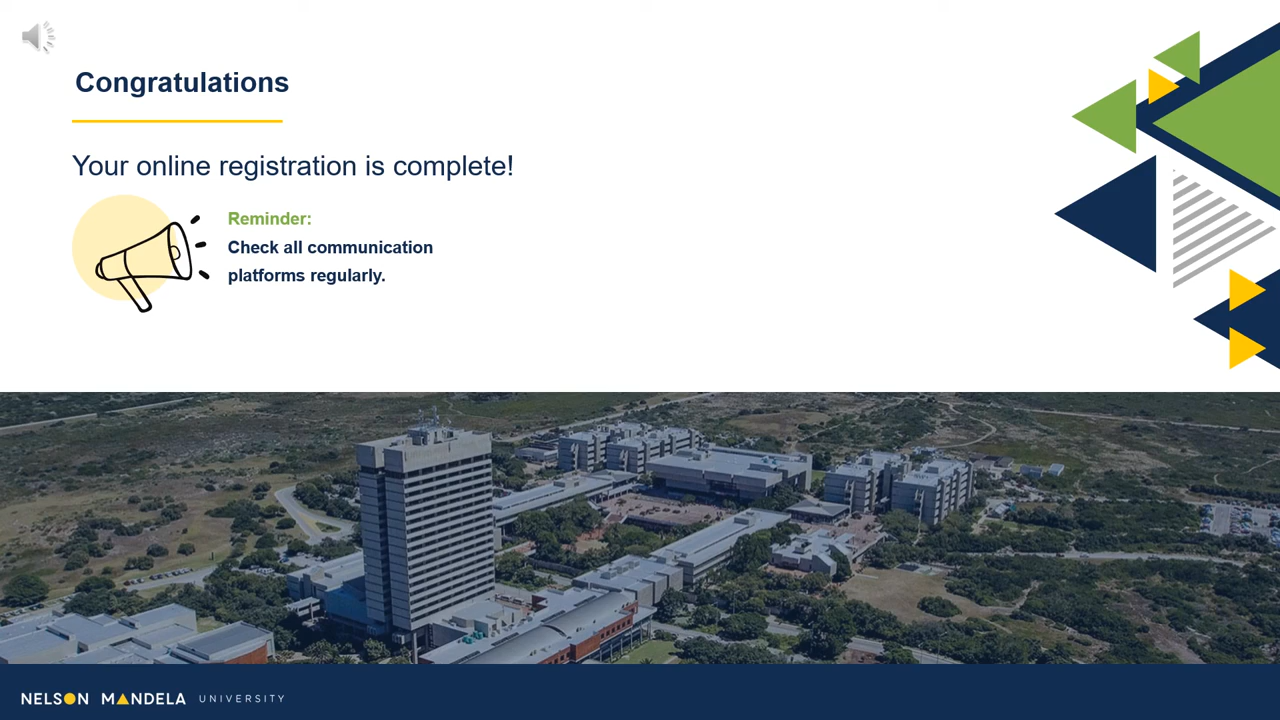 Congratulations
Your online registration is complete!
Reminder:
Check all communication
platforms regularly.
NELSON MANDELA UNIVERSITY